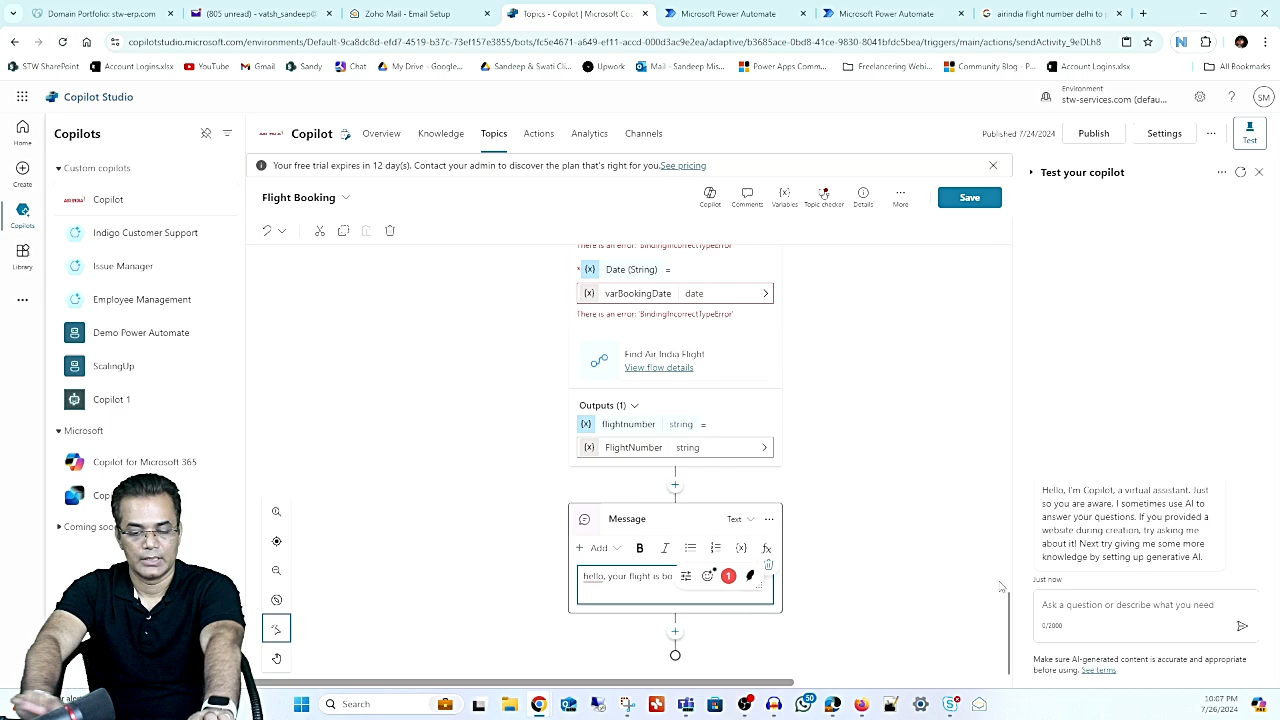 Domain Portfolio: stw-erp.com
(805 unread) - vatsh_sandeep@
Zoho Mail - Email Setup
Topics - Copilot | Microsoft Co
Microsoft Power Automate
Microsoft Power Automate
airindia flight number delhi to
copilotstudio.microsoft.com/environments/Default-9ca8dc8d-efd7-4519-b37c-73ef157e3855/bots/fc5e4671-a649-ef11-accd-000d3ac9e2ea/adaptive/b3685ace-0bd8-41ce-9830-8041bfdc5bea/triggers/main/actions/sendActivity_9eDLh8
STW SharePoint
Account Logins.xlsx
YouTube
Gmail
Sandy
Chat
My Drive - Google...
Sandeep & Swati Cli...
Upwork
Mail - Sandeep Mis...
Power Apps Comm...
Freelancering Webi...
Community Blog - P...
Account Logins.xlsx
All Bookmarks
Copilot Studio
Environment
stw-services.com (defau...
SM
Home
Create
Copilots
Library
Copilots
Custom copilots
AIR INDIA
Copilot
Indigo Customer Support
Issue Manager
Employee Management
Demo Power Automate
ScalingUp
Copilot 1
Microsoft
Copilot for Microsoft 365
Cop
Coming soo
AIR INDIA
Copilot
Overview
Knowledge
Topics
Actions
Analytics
Channels
Published 7/24/2024
Publish
Settings
...
Test
Your free trial expires in 12 day(s). Contact your admin to discover the plan that's right for you. See pricing
Flight Booking
Copilot
Comments
Variables
Topic checker
Details
More
Save
There is an error: 'BindingIncorrectTypeError'
* {x} Date (String) =
{x} varBookingDate date
There is an error: 'BindingIncorrectTypeError'
Find Air India Flight
View flow details
Outputs (1)
{x} flightnumber string =
{x} FlightNumber string
Message
Text
...
+ Add
B
I
{x}
fx
hello, your flight is bo
1
Test your copilot
Hello, I'm Copilot, a virtual assistant. Just
so you are aware, I sometimes use AI to
answer your questions. If you provided a
website during creation, try asking me
about it! Next try giving me some more
knowledge by setting up generative AI.
Just now
Ask a question or describe what you need
0/2000
Make sure AI-generated content is accurate and appropriate
before using. See terms
Search
50
10:07 PM
7/26/2024